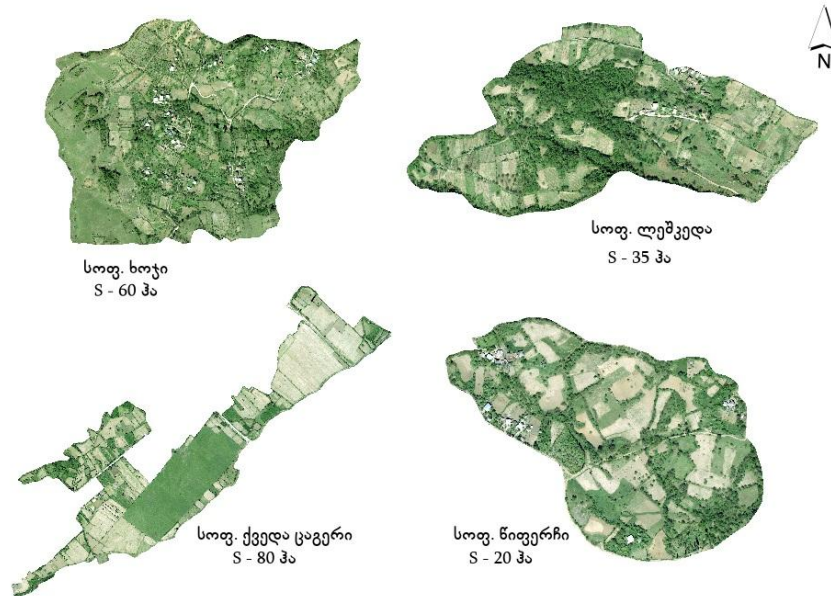 N
სოფ. ხოჯი
S - 60 ჰა
სოფ. ლეშკედა
S - 35 ჰა
სოფ. ქვედა ცაგერი
S - 80 ჰა
სოფ. წიფერჩი
S - 20 ჰა